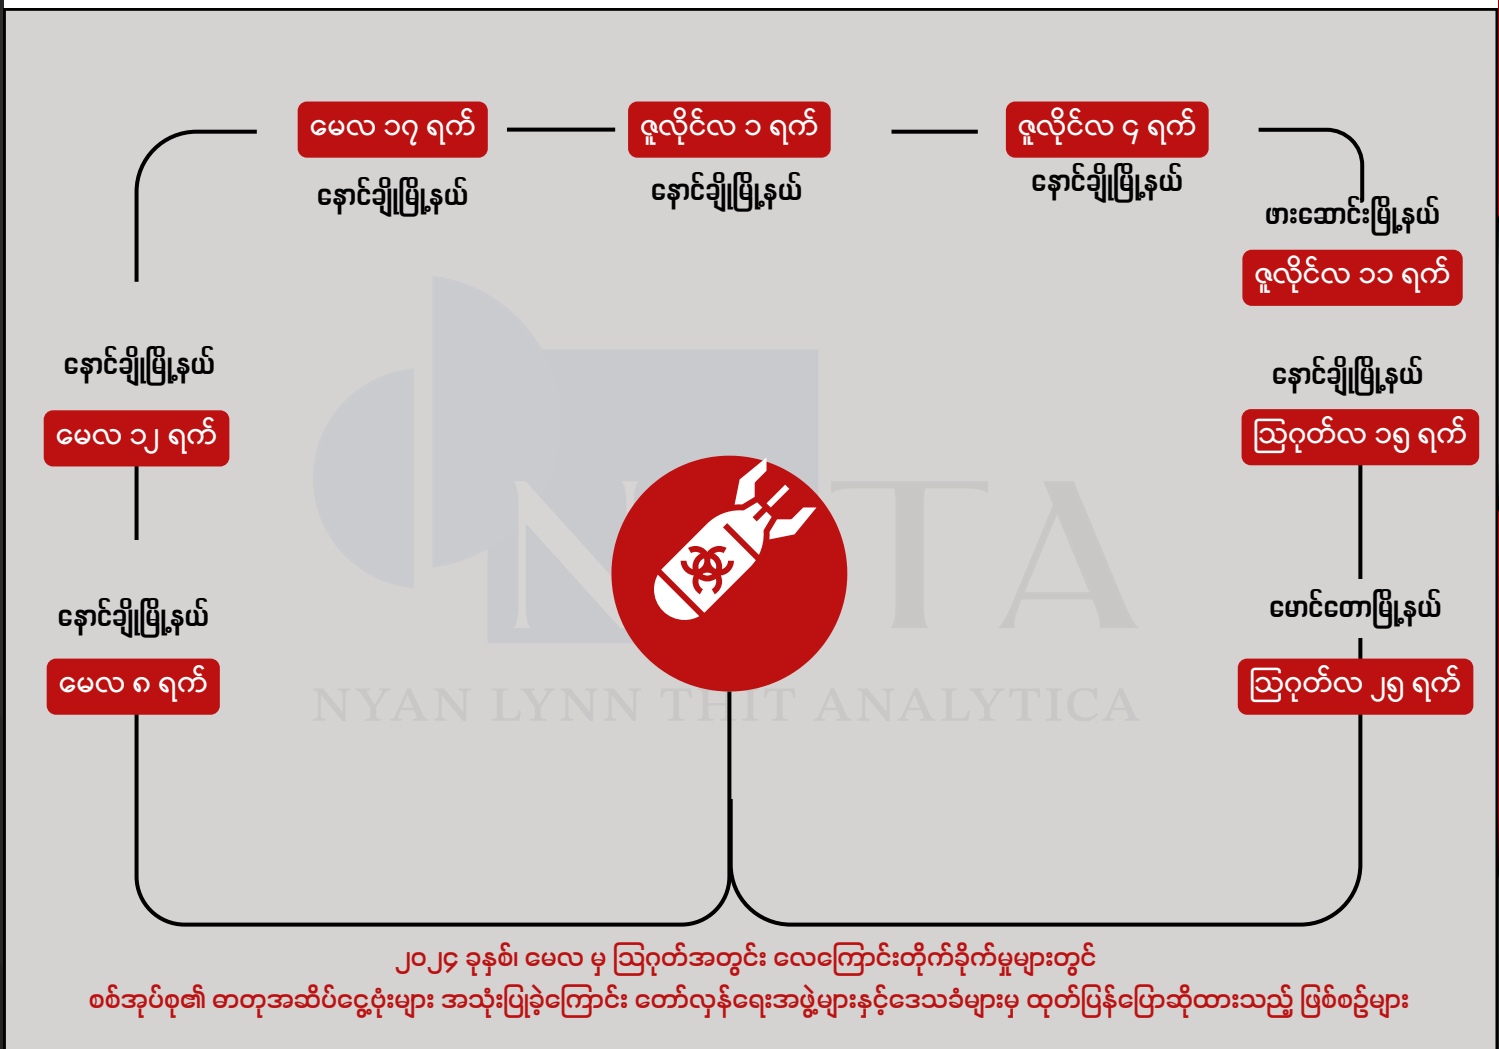 မေလ ၁၇ ရက်
နောင်ချိုမြို့နယ်
ဇူလိုင်လ ၁ ရက်
နောင်ချိုမြို့နယ်
ဇူလိုင်လ ၄ ရက်
နောင်ချိုမြို့နယ်
ဖားဆောင်းမြို့နယ်
ဇူလိုင်လ ၁၁ ရက်
နောင်ချိုမြို့နယ်
မေလ ၁၂ ရက်
နောင်ချိုမြို့နယ်
ဩဂုတ်လ ၁၅ ရက်
နောင်ချိုမြို့နယ်
မေလ ၈ ရက်
မောင်တောမြို့နယ်
ဩဂုတ်လ ၂၅ ရက်
N TA
NYAN LYNN THIT ANALYTICA
၂၀၂၄ ခုနှစ်၊ မေလ မှ ဩဂုတ်အတွင်း လေကြောင်းတိုက်ခိုက်မှုများတွင်
စစ်အုပ်စု၏ ဓာတုအဆိပ်ငွေ့ဗုံးများ အသုံးပြုခဲ့ကြောင်း တော်လှန်ရေးအဖွဲ့များနှင့်ဒေသခံများမှ ထုတ်ပြန်ပြောဆိုထားသည့် ဖြစ်စဉ်များ